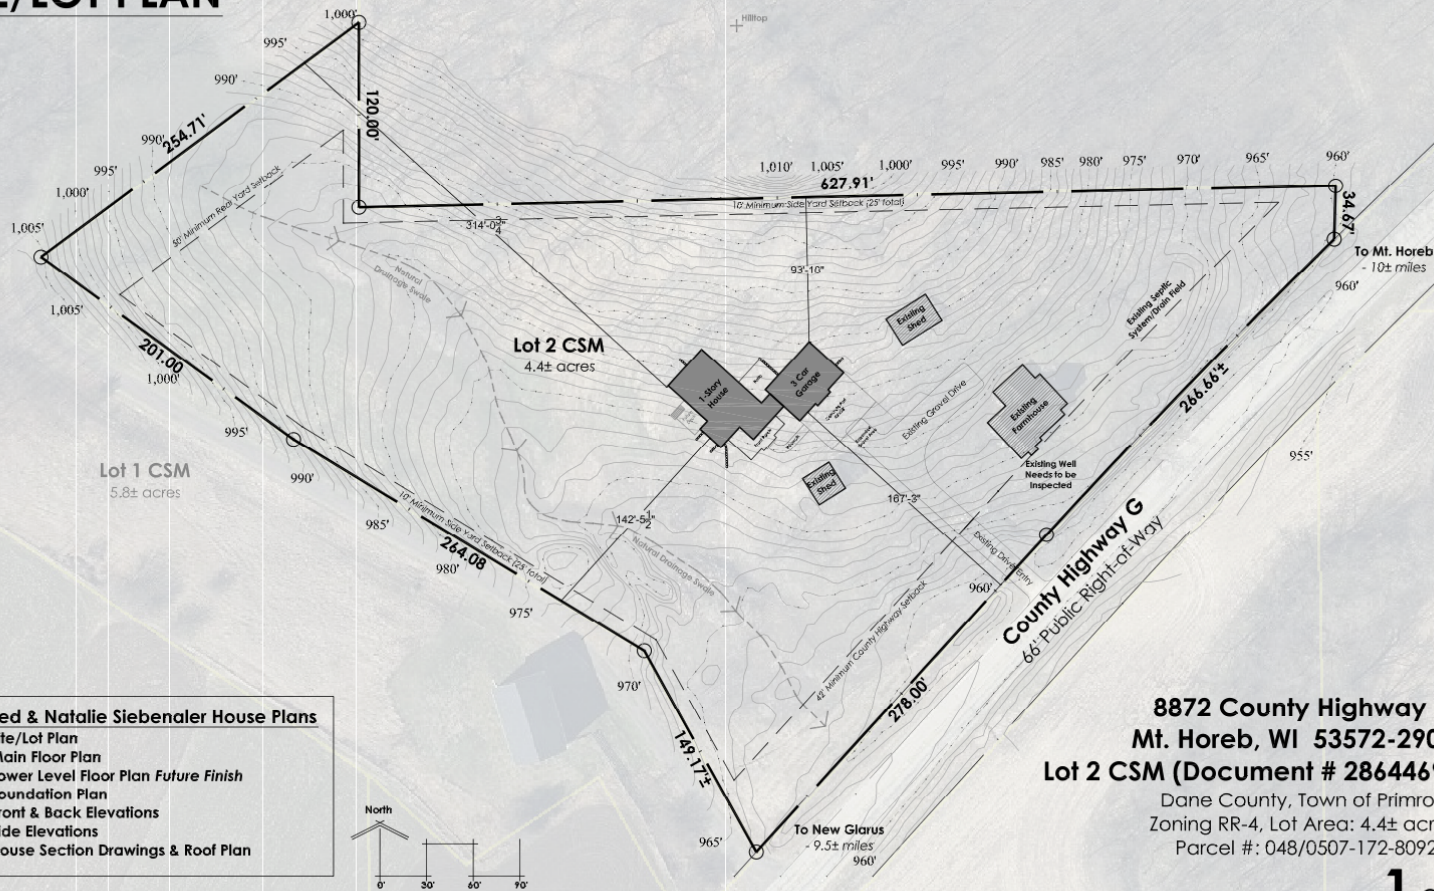 E/LOT PLAN
1,000'
995'
990'
990'
254.71'
995'
1,000'
1,005'
120.00'
Hilltop
50' Minimum Rear Yard Setback
1,010'
1,005'
1,000'
995'
990'
985'
980'
975'
970'
965'
960'
627.91'
10' Minimum Side Yard Setback (25' total)
34.67'
To Mt. Horeb
- 10± miles
960'
314'-0 3/4"
93'-10"
Natural
Drainage Swale
Existing Septic
System/Drain Field
Existing
Shed
1,005'
201.00
1,000'
Lot 2 CSM
4.4± acres
1-Story
House
3 Car
Garage
Existing Gravel Drive
Existing
Farmhouse
266.66'±
995'
990'
Lot 1 CSM
5.8± acres
Existing Well
Needs to be
Inspected
955'
Existing
Shed
985'
10' Minimum Side Yard Setback (25' total)
264.08
980'
975'
142'-5 1/2"
167'-3"
Natural Drainage Swale
Existing Drive Entry
960'
County Highway G
66' Public Right-of-Way
42' Minimum County Highway Setback
970'
278.00'
149.17'±
965'
To New Glarus
- 9.5± miles
960'
ed & Natalie Siebenaler House Plans
te/Lot Plan
Main Floor Plan
ower Level Floor Plan Future Finish
oundation Plan
ront & Back Elevations
ide Elevations
ouse Section Drawings & Roof Plan
North
0'
30'
60'
90'
8872 County Highway
Mt. Horeb, WI 53572-290
Lot 2 CSM (Document # 2864469
Dane County, Town of Primro
Zoning RR-4, Lot Area: 4.4± acr
Parcel #: 048/0507-172-8092
1